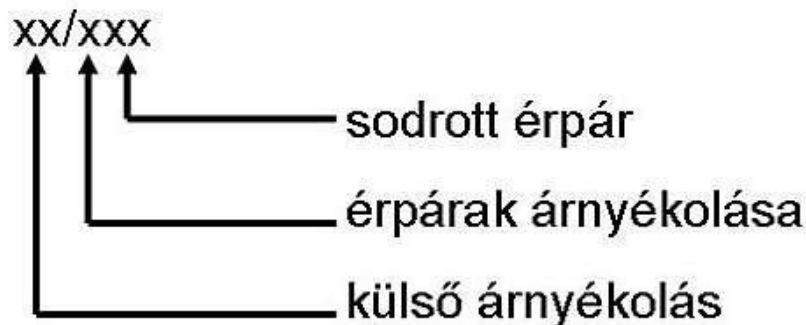 xx/xxx
sodrott érpár
érpárak árnyékolása
külső árnyékolás